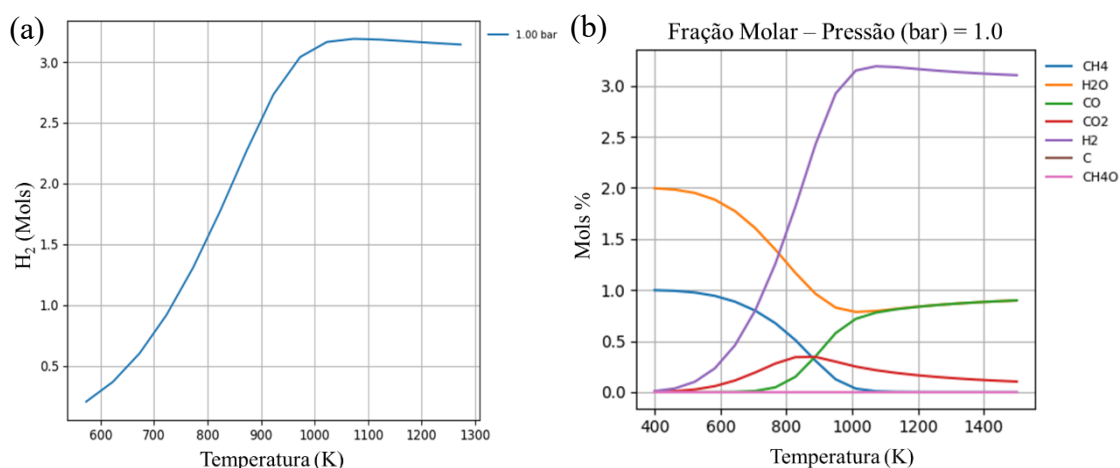 (a)
1.00 bar
H2 (Mols)
3.0
2.5
2.0
1.5
1.0
0.5
600 700 800 900 1000 1100 1200 1300
Temperatura (K)
(b)
Fração Molar – Pressão (bar) = 1.0
CH4
H2O
CO
CO2
H2
C
CH4O
Mols %
3.0
2.5
2.0
1.5
1.0
0.5
0.0
400 600 800 1000 1200 1400
Temperatura (K)